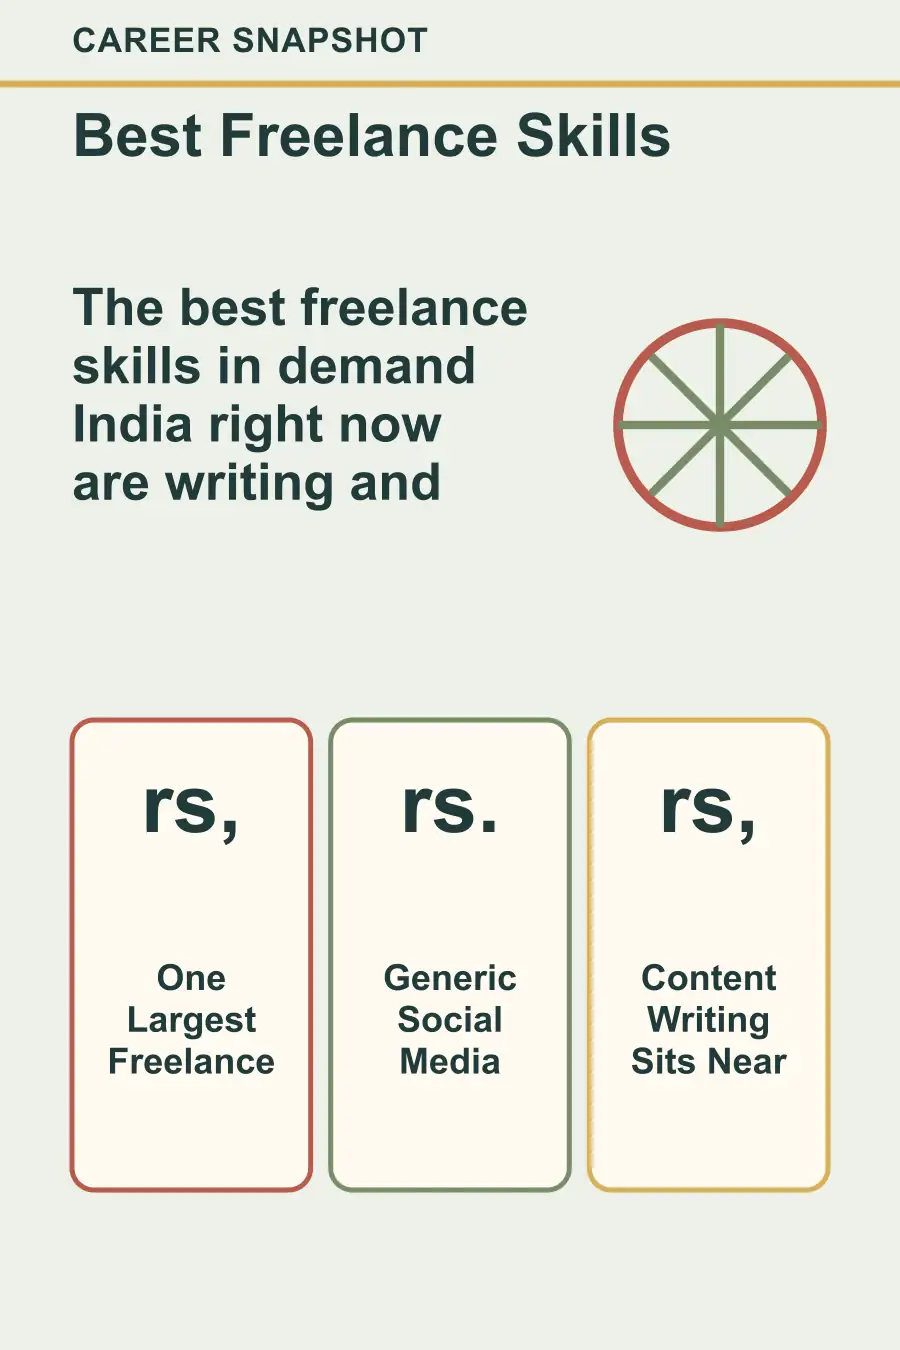 CAREER SNAPSHOT
Best Freelance Skills
The best freelance
skills in demand
India right now
are writing and
rs,
One
Largest
Freelance
rs.
Generic
Social
Media
rs,
Content
Writing
Sits Near